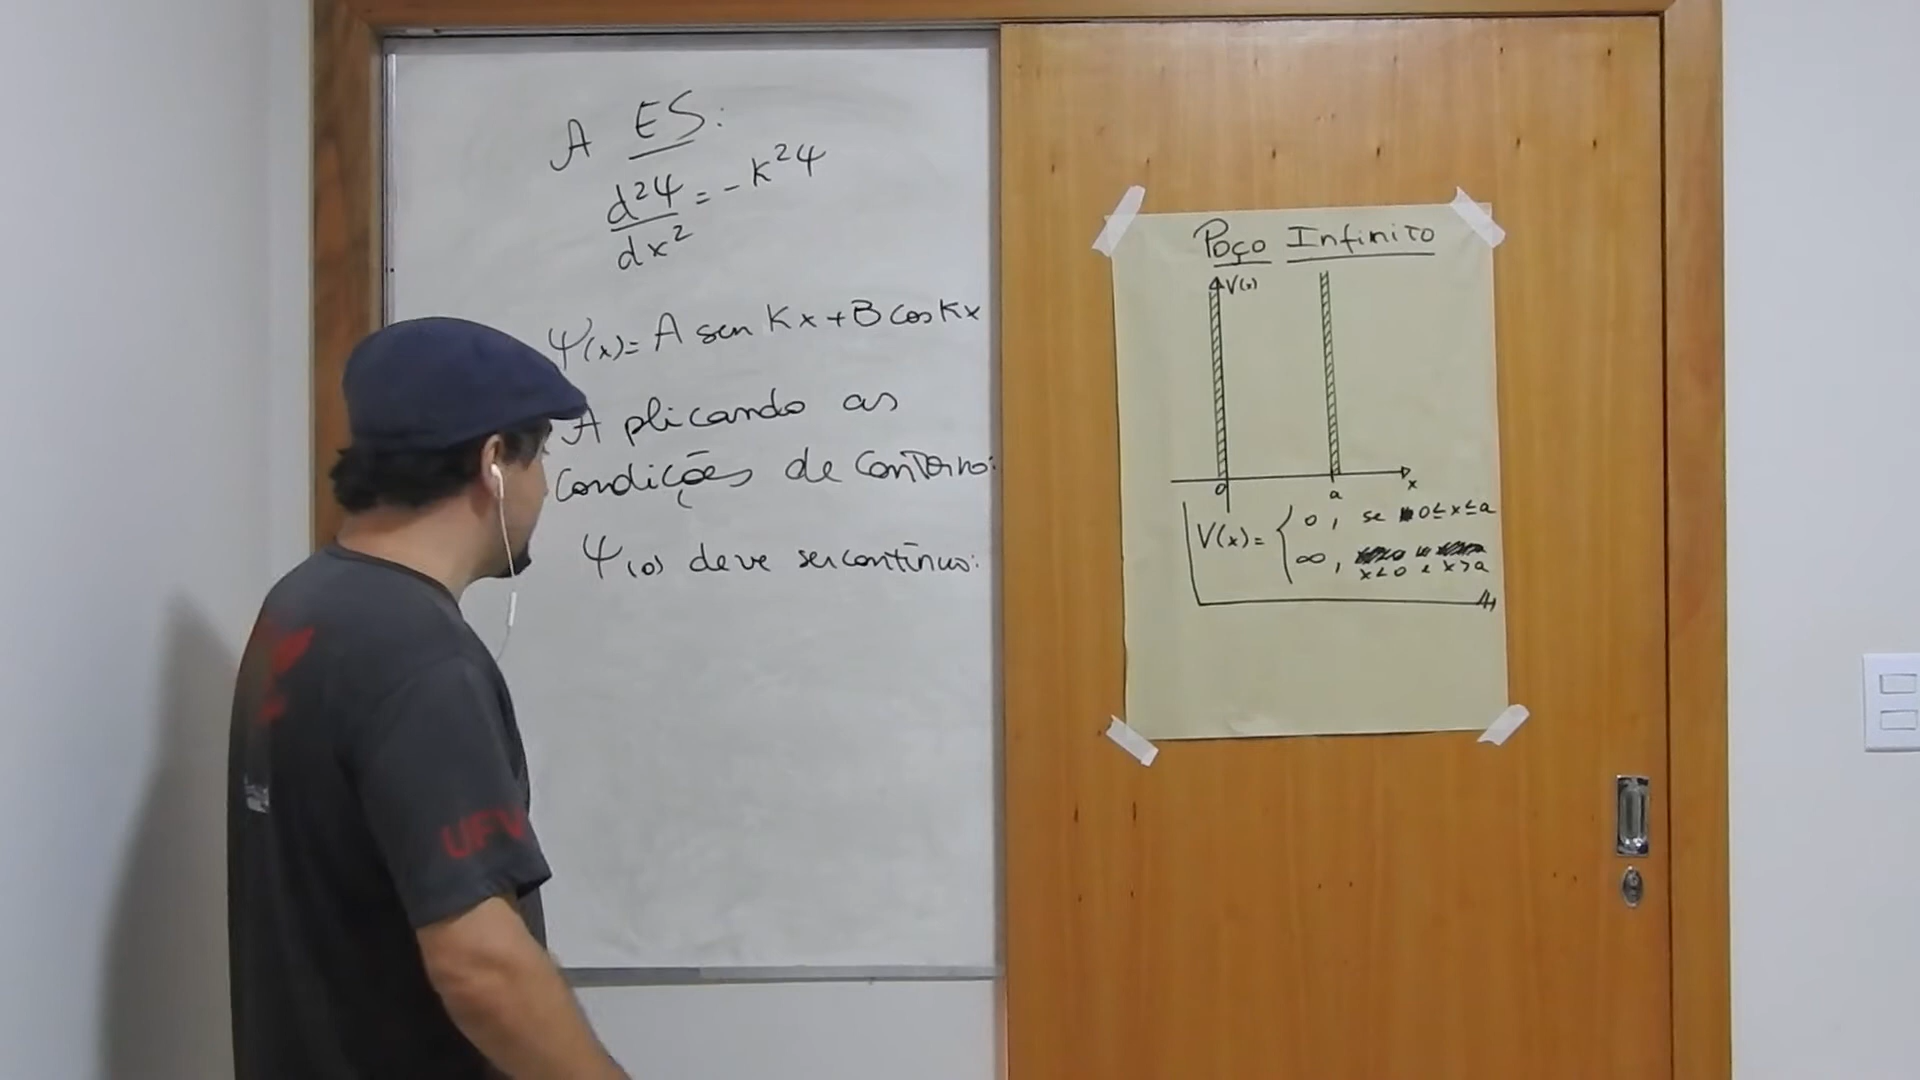 A ES:
d²ψ/dx² = -k²ψ
ψ(x) = A sen Kx + B cos Kx
Aplicando as
condições de contorno:
ψ(0) deve ser contínuo:
UFV
Poço Infinito
V(x)
0 a x
V(x) = { 0, se 0 ≤ x ≤ a
∞, x < 0 e x > a